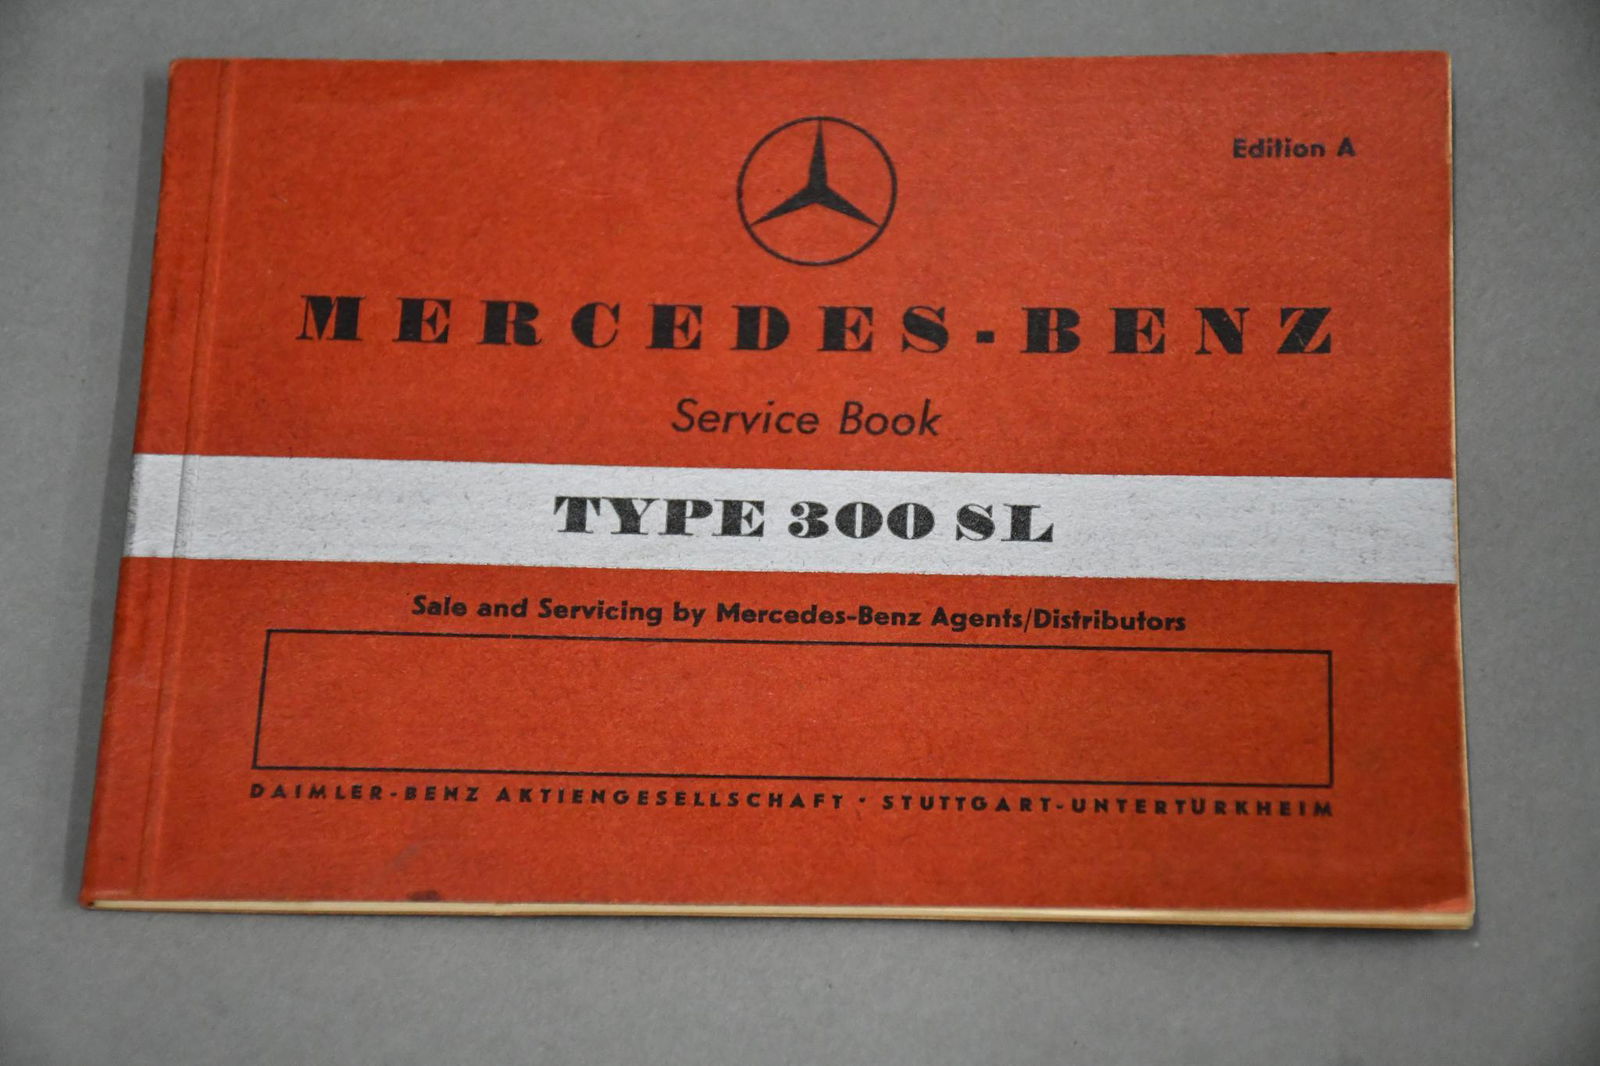 Edition A
MERCEDES-BENZ
Service Book
TYPE 300 SL
Sale and Servicing by Mercedes-Benz Agents/Distributors
DAIMLER-BENZ AKTIENGESELLSCHAFT · STUTTGART-UNTERTÜRKHEIM